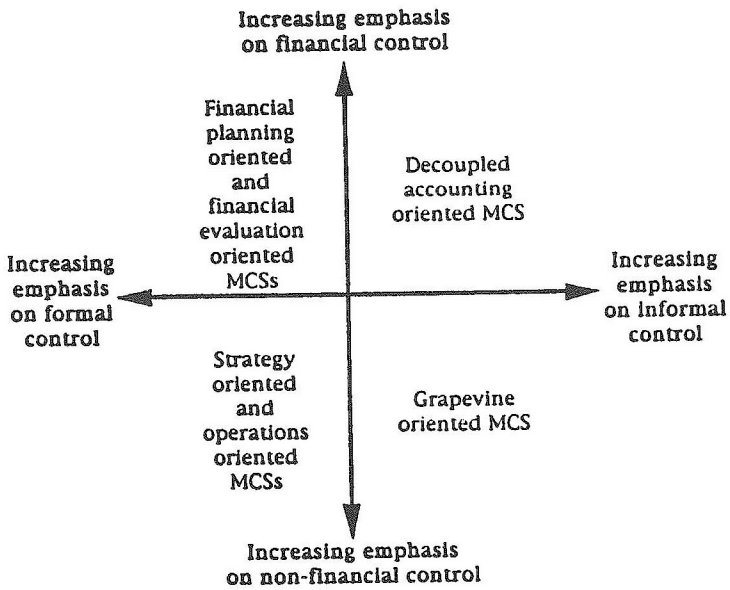 Increasing emphasis
on financial control
Financial
planning
oriented
and
financial
evaluation
oriented
MCSs
Decoupled
accounting
oriented MCS
Increasing
emphasis
on formal
control
Increasing
emphasis
on informal
control
Strategy
oriented
and
operations
oriented
MCSs
Grapevine
oriented MCS
Increasing emphasis
on non-financial control